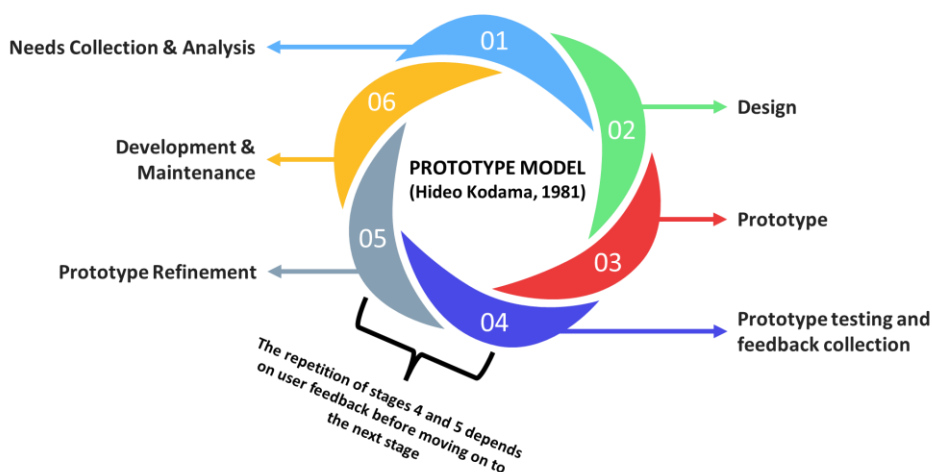 01
Needs Collection & Analysis
02
Design
03
Prototype
04
Prototype testing and
feedback collection
05
Prototype Refinement
06
Development &
Maintenance
PROTOTYPE MODEL
(Hideo Kodama, 1981)
The repetition of stages 4 and 5 depends
on user feedback before moving on to
the next stage